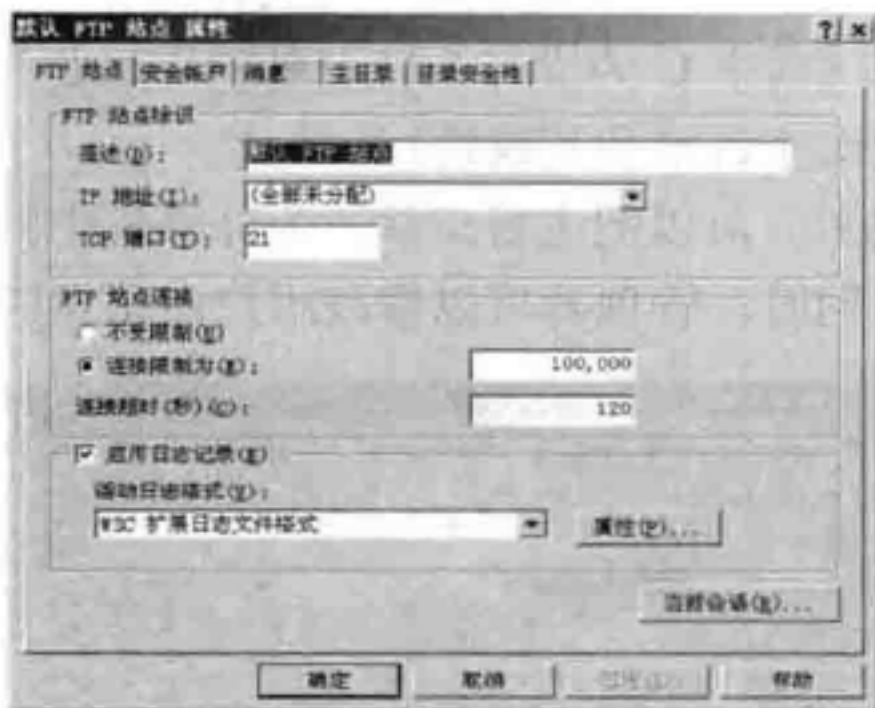 默认 FTP 站点 属性
FTP 站点 安全帐户 消息 主目录 目录安全性
FTP 站点标识
描述(D): 默认 FTP 站点
IP 地址(I): (全部未分配)
TCP 端口(T): 21
FTP 站点连接
不受限制(U)
连接限制为(M): 100,000
连接超时(秒)(C): 120
启用日志记录(E)
活动日志格式(V):
W3C 扩展日志文件格式 属性(P)...
当前会话(R)...
确定 取消 帮助